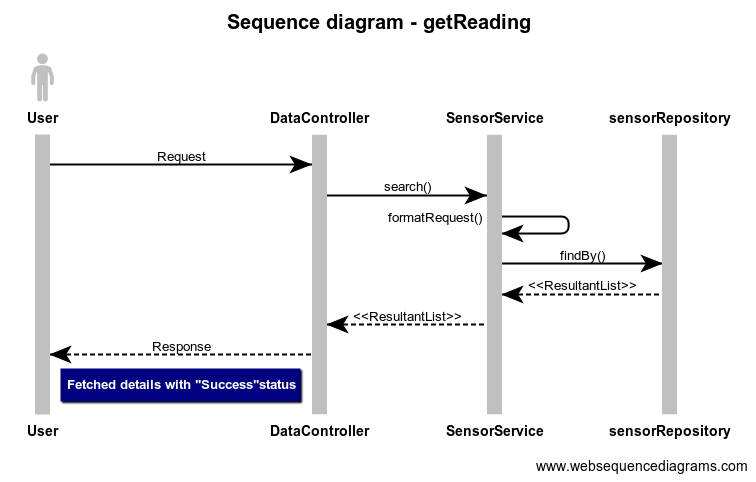 Sequence diagram - getReading
User
DataController
SensorService
sensorRepository
Request
search()
formatRequest()
findBy()
<<ResultantList>>
<<ResultantList>>
Response
Fetched details with "Success"status
User
DataController
SensorService
sensorRepository
www.websequencediagrams.com